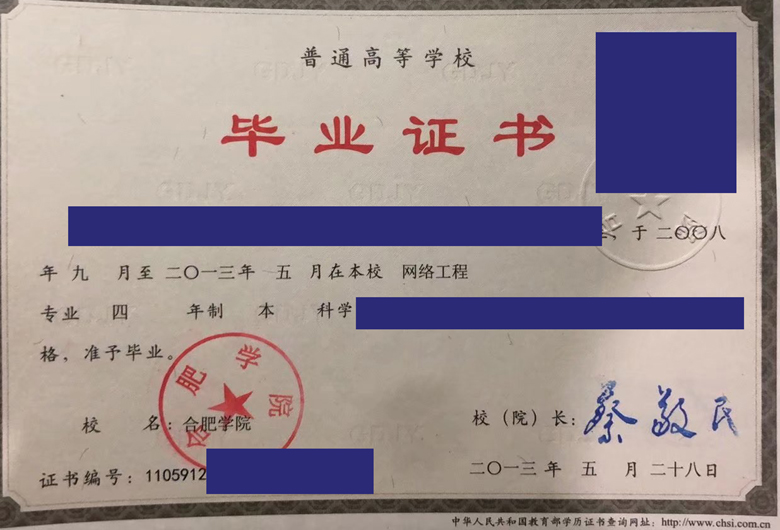 普通高等学校
毕业证书
于 二〇〇八
年 九 月至 二〇一三年 五 月在本校 网络工程
专业 四 年制 本 科学
格，准予毕业。
合肥学院
校 名：合肥学院
校（院）长：蔡敬民
证书编号：1105912
二〇一三年 五 月二十八日
中华人民共和国教育部学历证书查询网址：http://www.chsi.com.cn